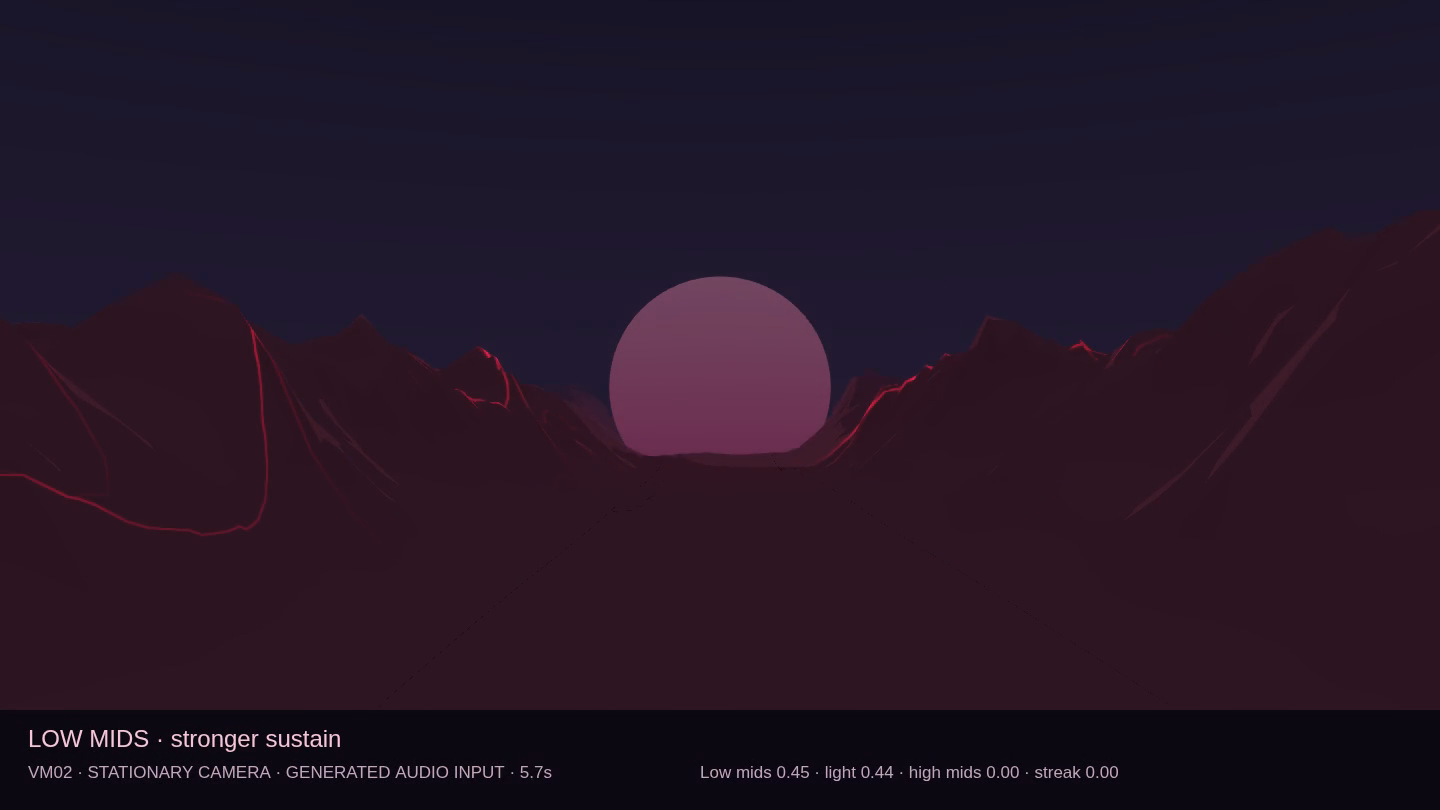 LOW MIDS · stronger sustain
VM02 · STATIONARY CAMERA · GENERATED AUDIO INPUT · 5.7s
Low mids 0.45 · light 0.44 · high mids 0.00 · streak 0.00